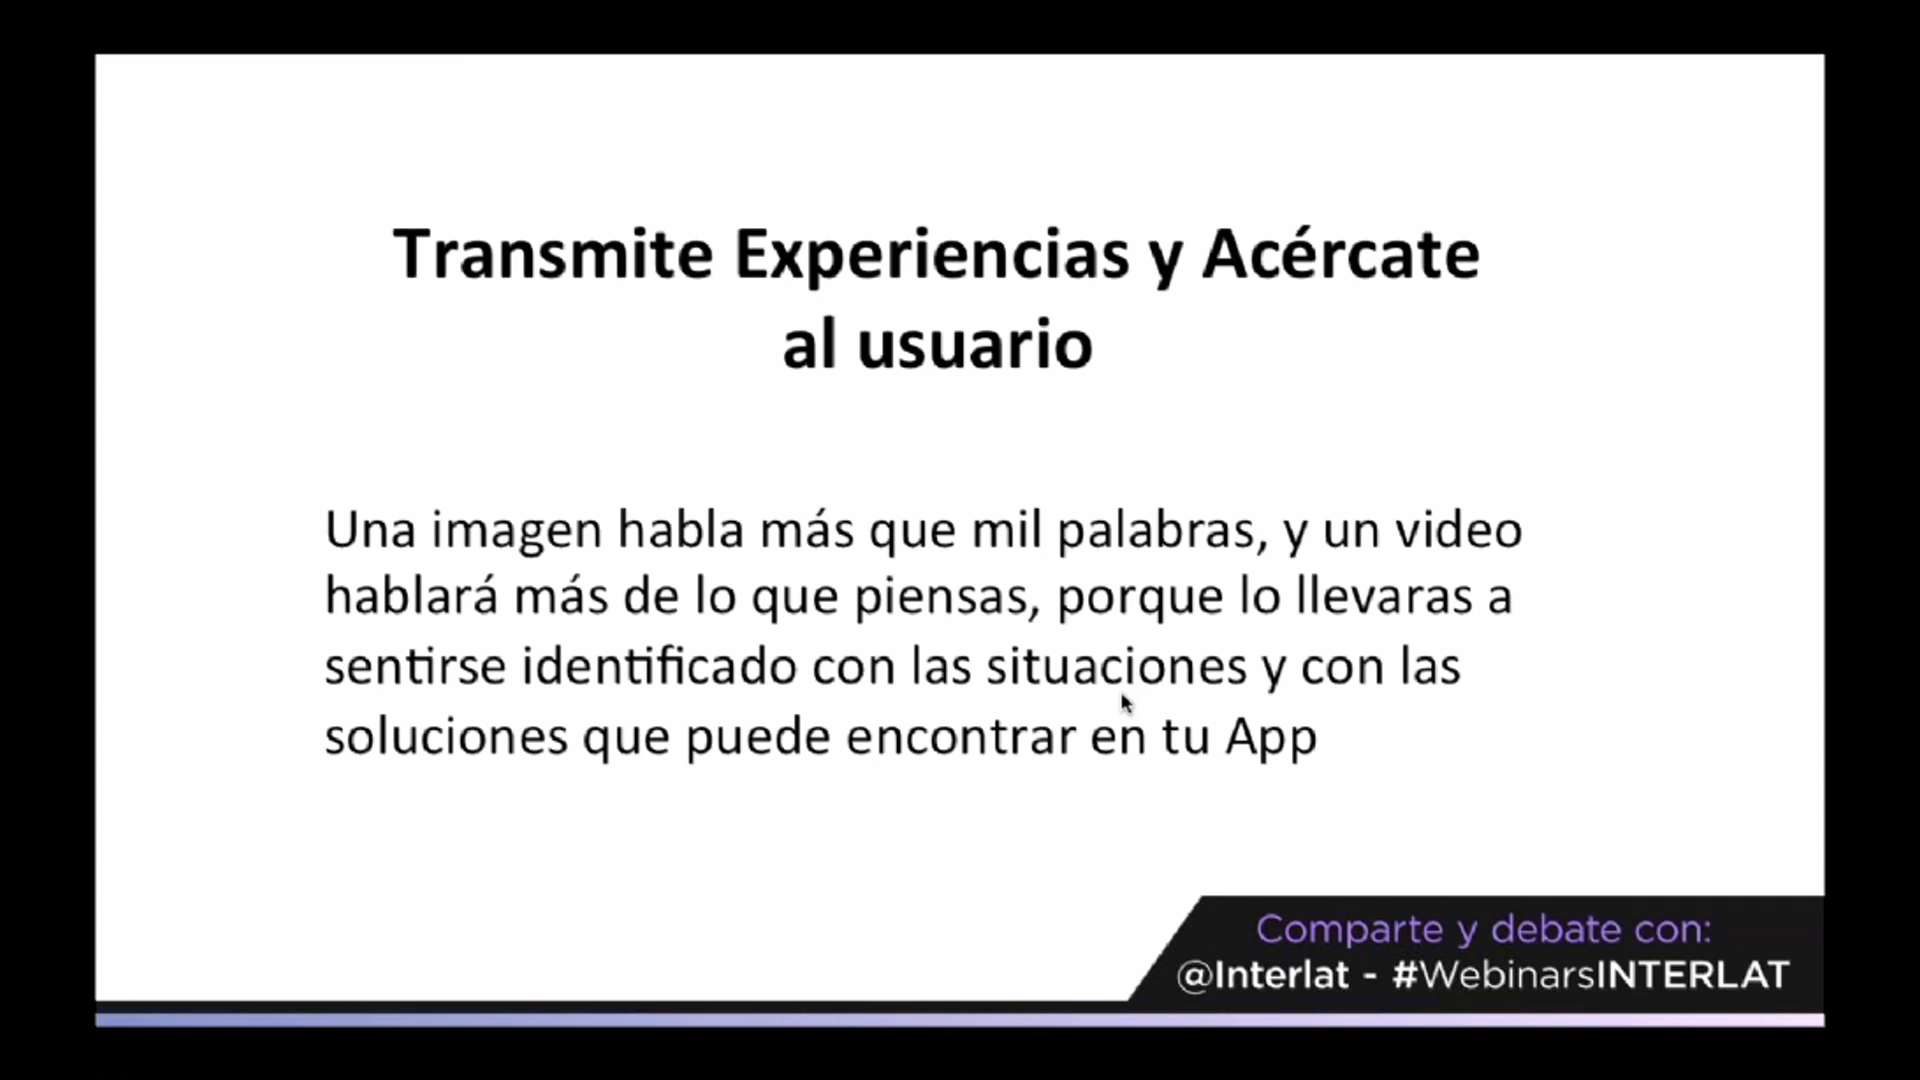 Transmite Experiencias y Acércate
al usuario
Una imagen habla más que mil palabras, y un video
hablará más de lo que piensas, porque lo llevaras a
sentirse identificado con las situaciones y con las
soluciones que puede encontrar en tu App
Comparte y debate con:
@Interlat - #WebinarsINTERLAT